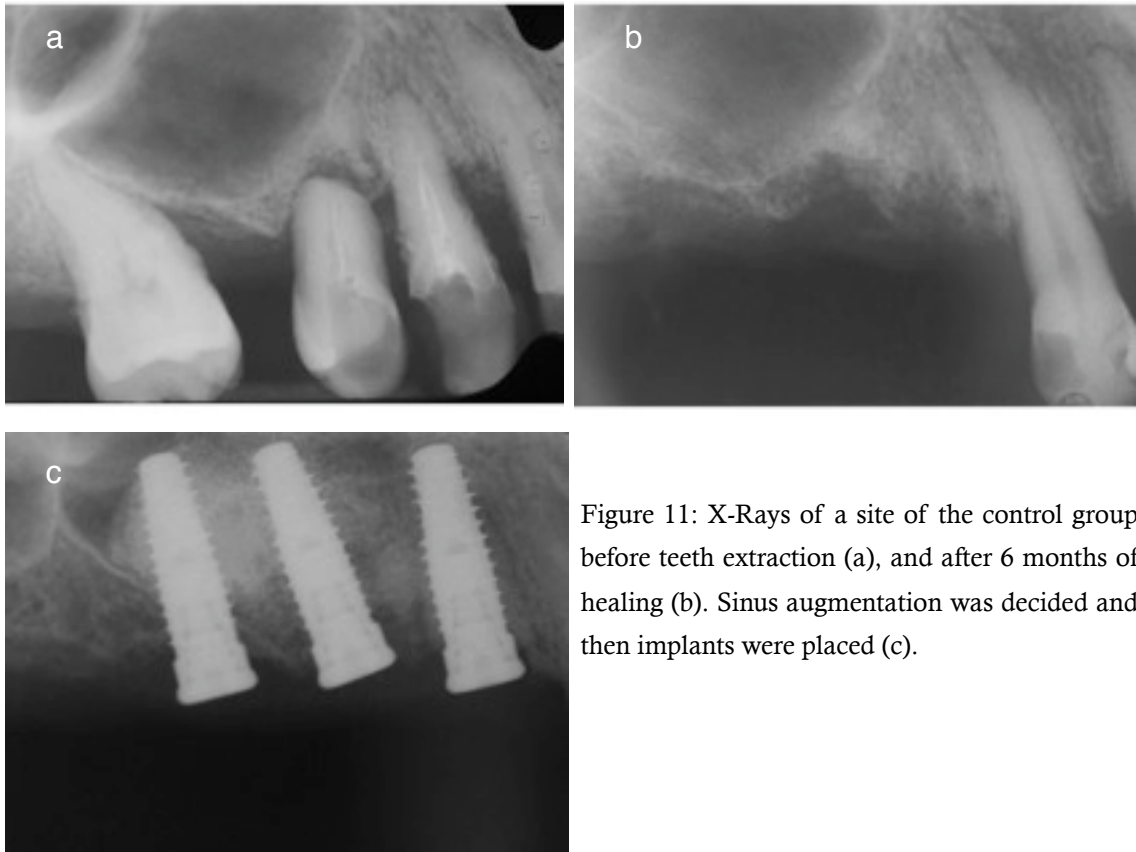 a
b
c
Figure 11: X-Rays of a site of the control group
before teeth extraction (a), and after 6 months of
healing (b). Sinus augmentation was decided and
then implants were placed (c).